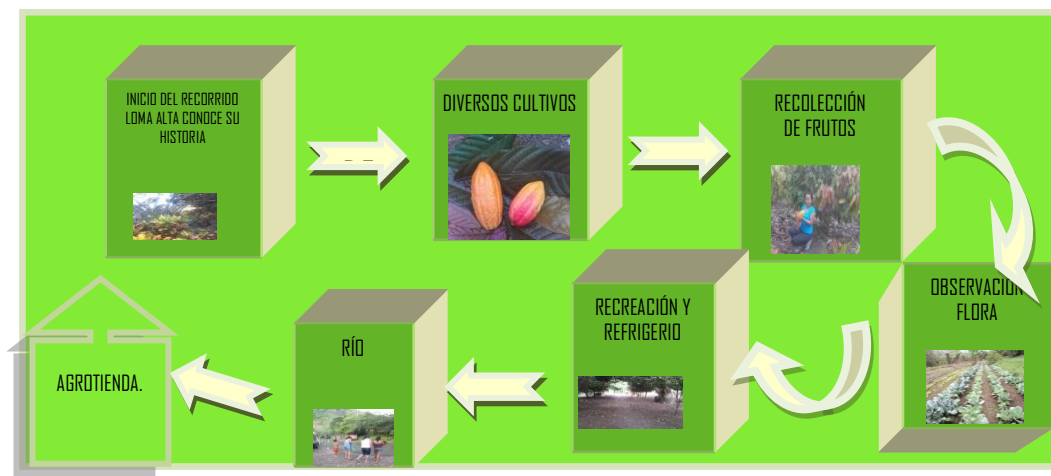 INICIO DEL RECORRIDO
LOMA ALTA CONOCE SU
HISTORIA
DIVERSOS CULTIVOS
RECOLECCIÓN
DE FRUTOS
OBSERVACIÓN
FLORA
RECREACIÓN Y
REFRIGERIO
RÍO
AGROTIENDA.